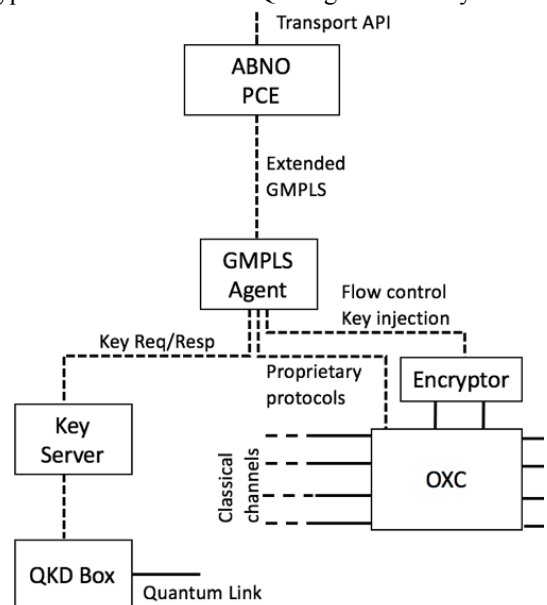 Transport API
ABNO
PCE
Extended
GMPLS
GMPLS
Agent
Flow control
Key injection
Key Req/Resp
Proprietary
protocols
Encryptor
Key
Server
Classical
channels
OXC
QKD Box
Quantum Link